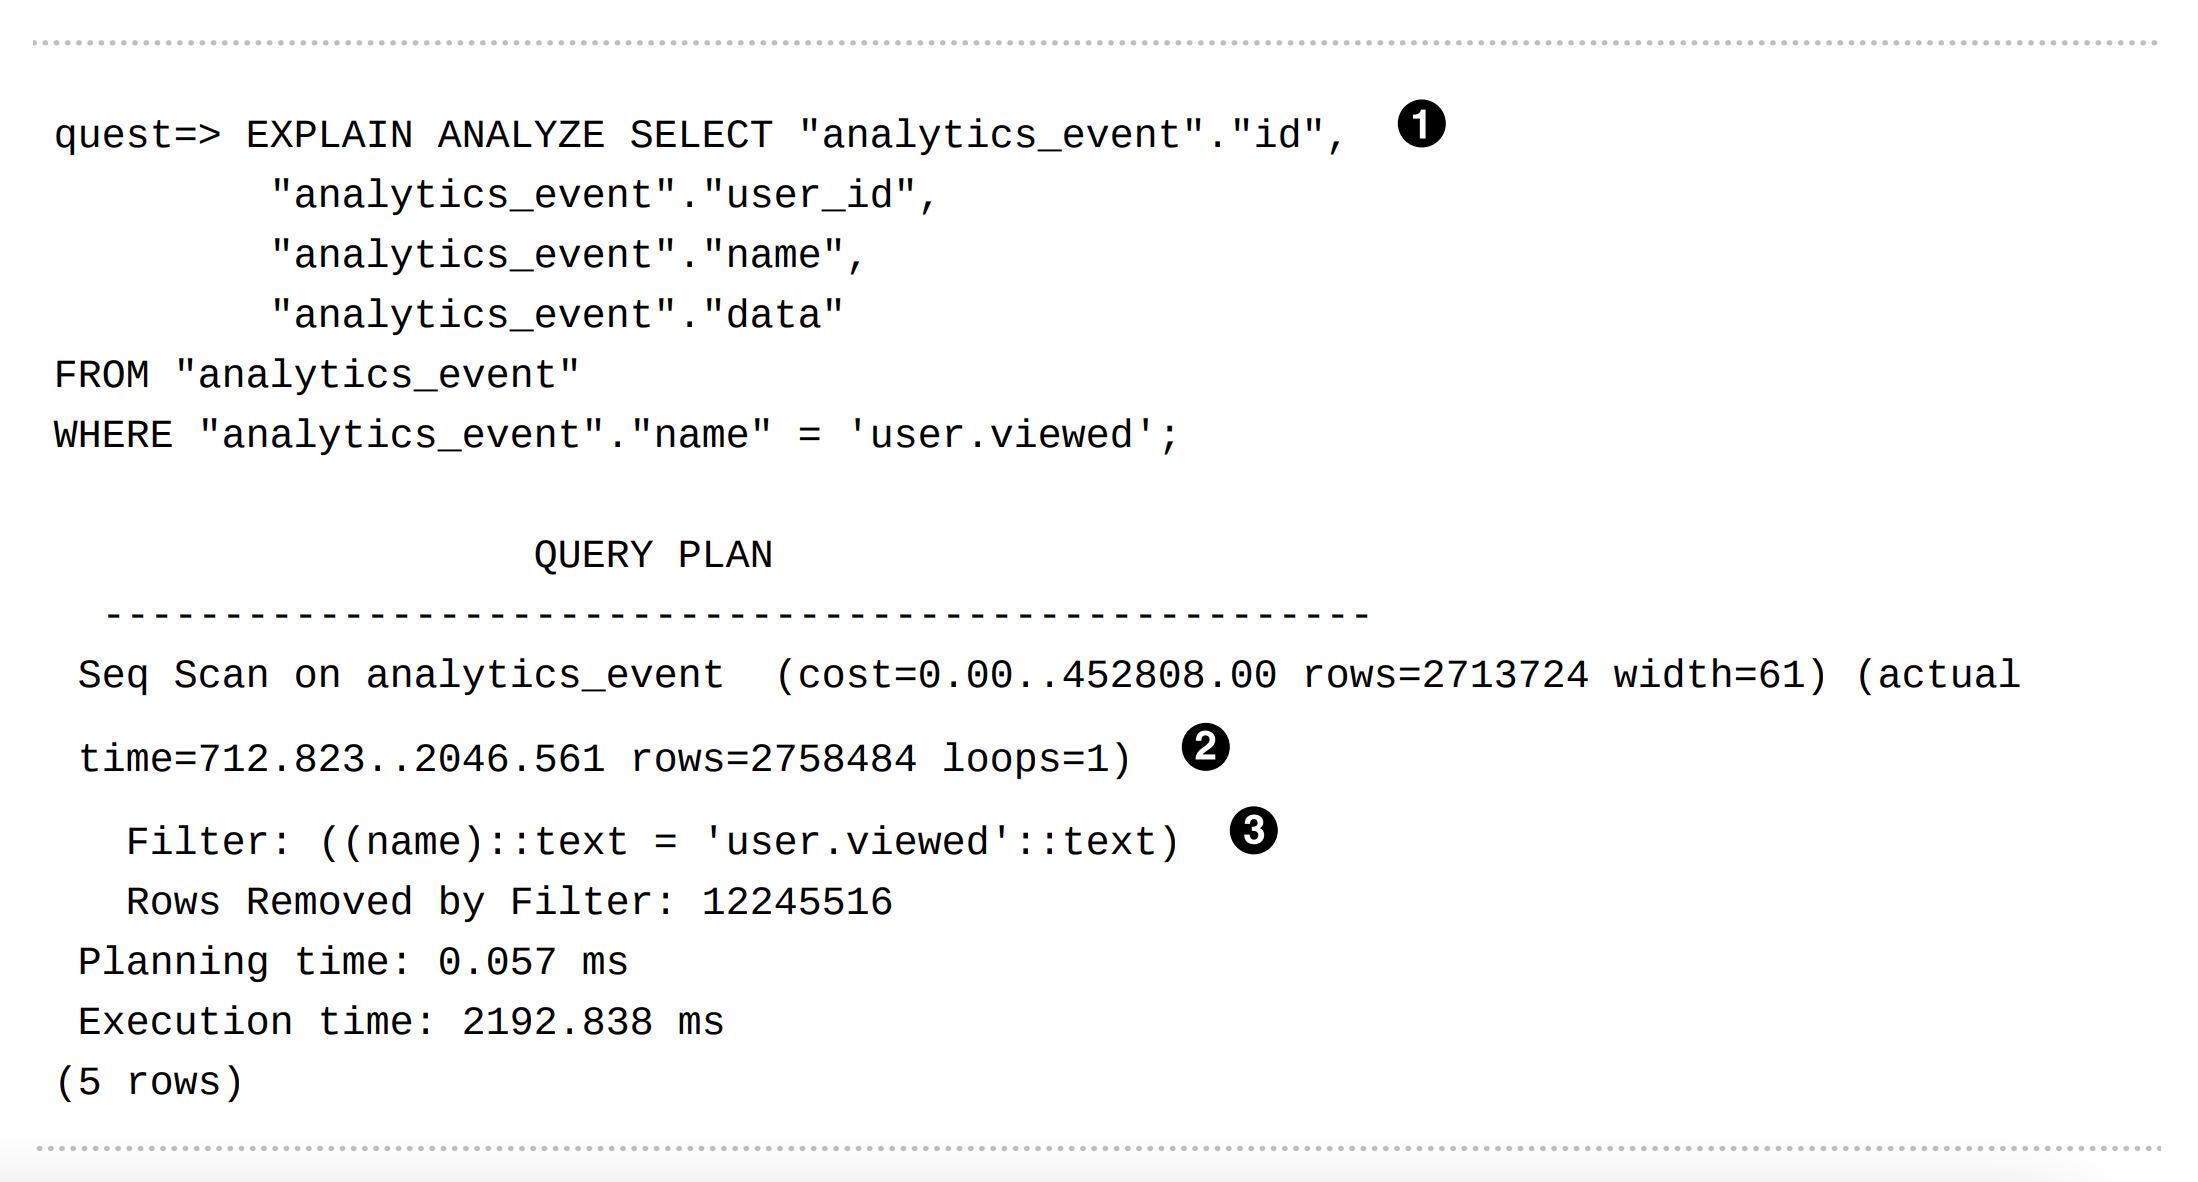 quest=> EXPLAIN ANALYZE SELECT "analytics_event"."id", ❶
"analytics_event"."user_id",
"analytics_event"."name",
"analytics_event"."data"
FROM "analytics_event"
WHERE "analytics_event"."name" = 'user.viewed';
QUERY PLAN
-----------------------------------------------------
Seq Scan on analytics_event (cost=0.00..452808.00 rows=2713724 width=61) (actual
time=712.823..2046.561 rows=2758484 loops=1) ❷
Filter: ((name)::text = 'user.viewed'::text) ❸
Rows Removed by Filter: 12245516
Planning time: 0.057 ms
Execution time: 2192.838 ms
(5 rows)